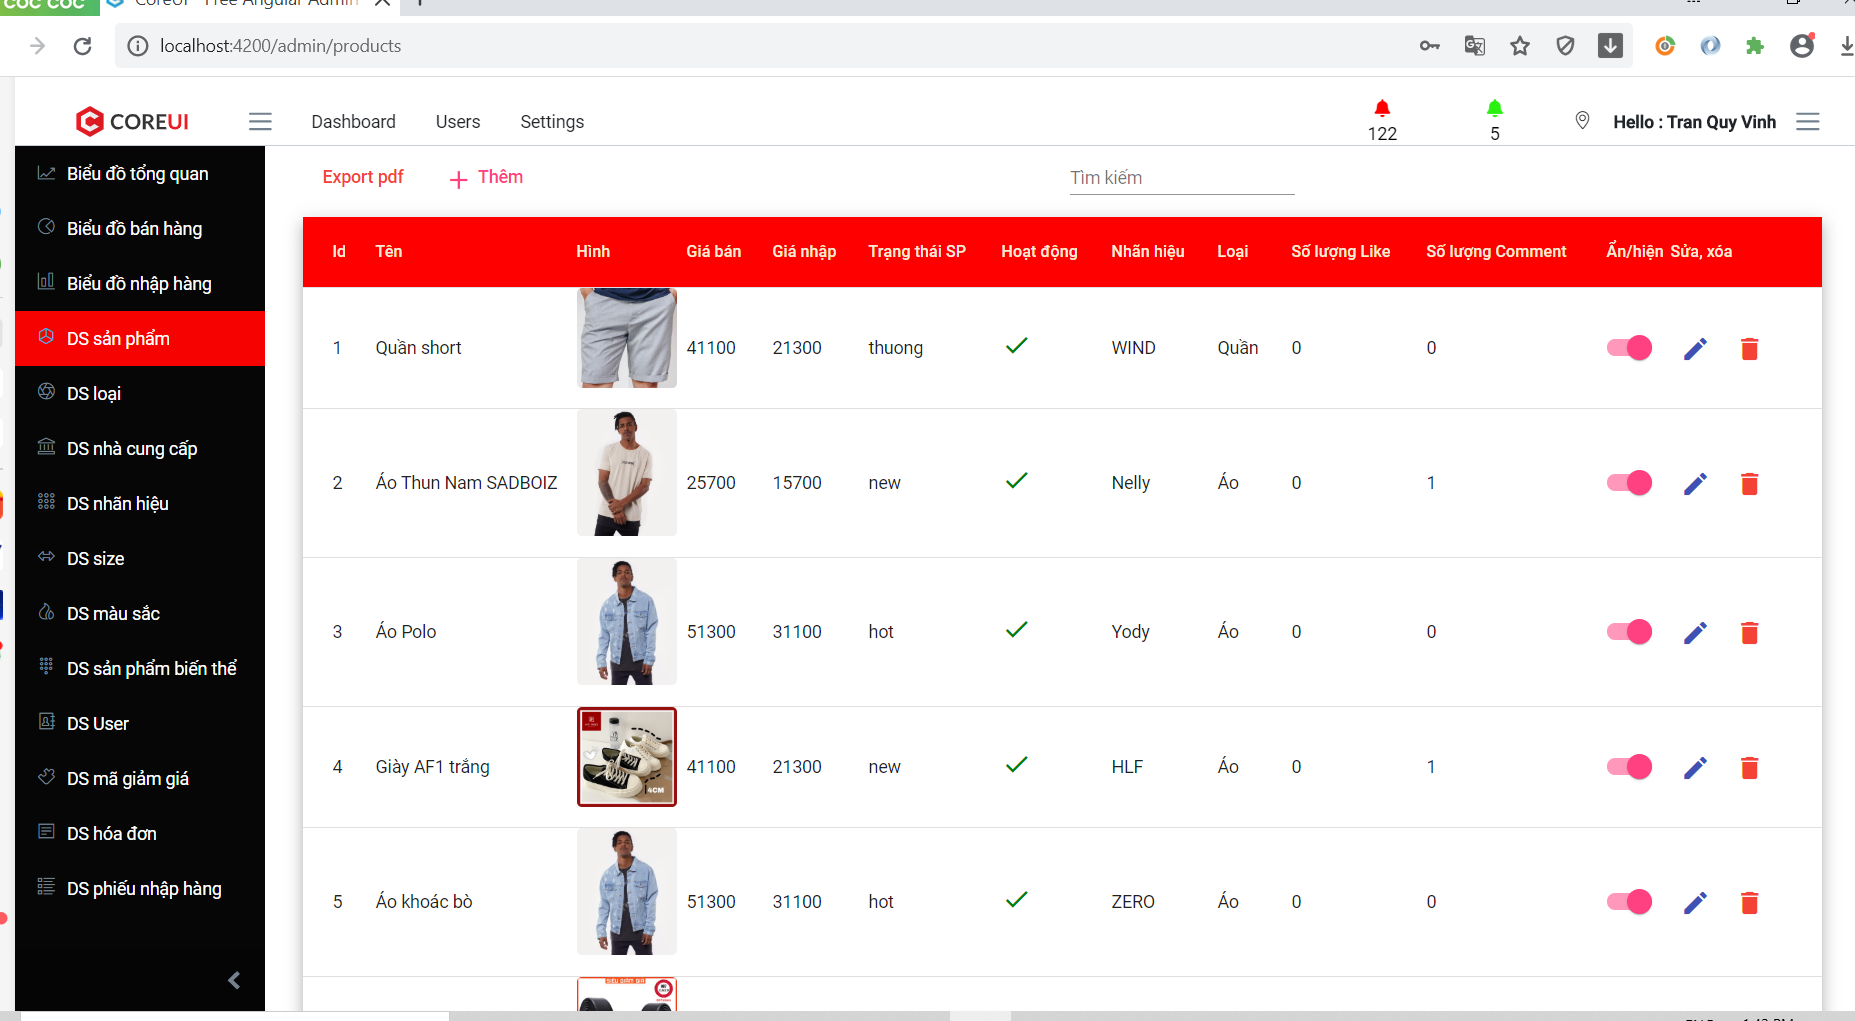 CỐC CỐC CoreUI - Free Angular Admin
localhost:4200/admin/products
COREUI Dashboard Users Settings 122 5 Hello : Tran Quy Vinh
Biểu đồ tổng quan
Biểu đồ bán hàng
Biểu đồ nhập hàng
DS sản phẩm
DS loại
DS nhà cung cấp
DS nhãn hiệu
DS size
DS màu sắc
DS sản phẩm biến thể
DS User
DS mã giảm giá
DS hóa đơn
DS phiếu nhập hàng
Export pdf Thêm Tìm kiếm
Id Tên Hình Giá bán Giá nhập Trạng thái SP Hoạt động Nhãn hiệu Loại Số lượng Like Số lượng Comment Ẩn/hiện Sửa, xóa
1 Quần short 41100 21300 thuong WIND Quần 0 0
2 Áo Thun Nam SADBOIZ 25700 15700 new Nelly Áo 0 1
3 Áo Polo 51300 31100 hot Yody Áo 0 0
4 Giày AF1 trắng 41100 21300 new HLF Áo 0 1
4CM
5 Áo khoác bò 51300 31100 hot ZERO Áo 0 0